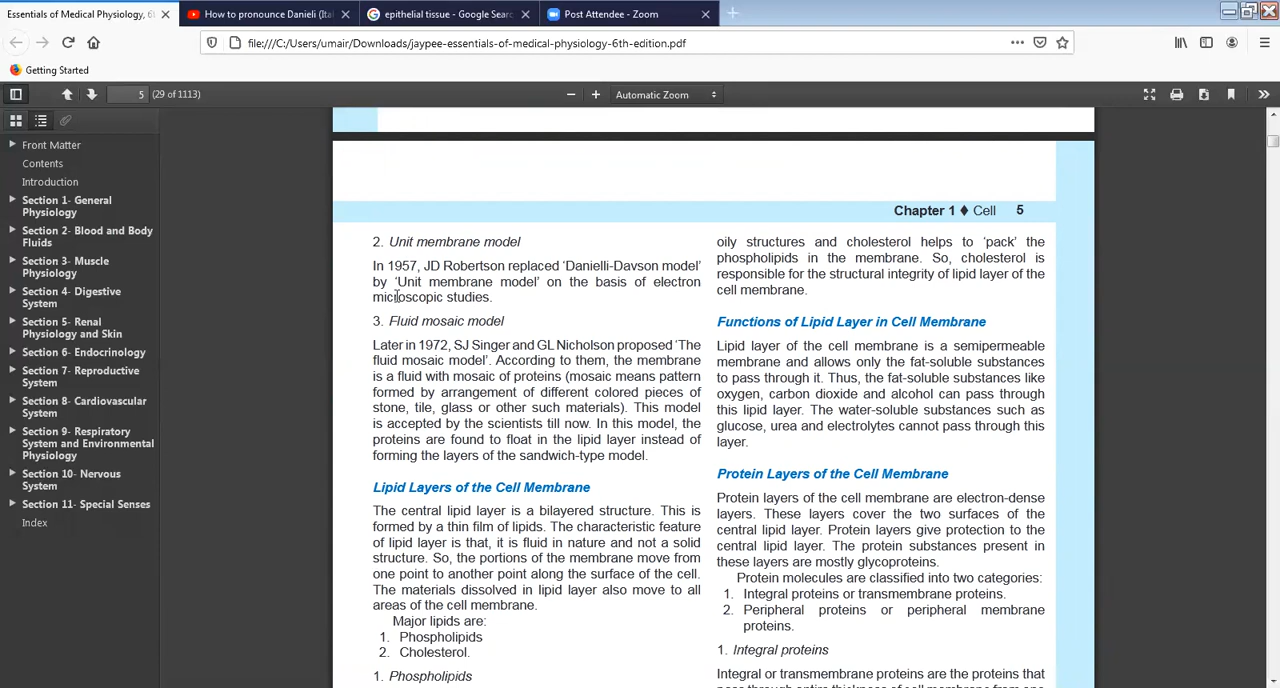 Essentials of Medical Physiology, 6t
How to pronounce Danieli (Ital
epithelial tissue - Google Searc
Post Attendee - Zoom
file:///C:/Users/umair/Downloads/jaypee-essentials-of-medical-physiology-6th-edition.pdf
Getting Started
5 (29 of 1113)
Automatic Zoom
Front Matter
Contents
Introduction
Section 1- General
Physiology
Section 2- Blood and Body
Fluids
Section 3- Muscle
Physiology
Section 4- Digestive
System
Section 5- Renal
Physiology and Skin
Section 6- Endocrinology
Section 7- Reproductive
System
Section 8- Cardiovascular
System
Section 9- Respiratory
System and Environmental
Physiology
Section 10- Nervous
System
Section 11- Special Senses
Index
Chapter 1 ♦ Cell 5
2. Unit membrane model
In 1957, JD Robertson replaced ‘Danielli-Davson model’
by ‘Unit membrane model’ on the basis of electron
microscopic studies.
3. Fluid mosaic model
Later in 1972, SJ Singer and GL Nicholson proposed ‘The
fluid mosaic model’. According to them, the membrane
is a fluid with mosaic of proteins (mosaic means pattern
formed by arrangement of different colored pieces of
stone, tile, glass or other such materials). This model
is accepted by the scientists till now. In this model, the
proteins are found to float in the lipid layer instead of
forming the layers of the sandwich-type model.
Lipid Layers of the Cell Membrane
The central lipid layer is a bilayered structure. This is
formed by a thin film of lipids. The characteristic feature
of lipid layer is that, it is fluid in nature and not a solid
structure. So, the portions of the membrane move from
one point to another point along the surface of the cell.
The materials dissolved in lipid layer also move to all
areas of the cell membrane.
Major lipids are:
1. Phospholipids
2. Cholesterol.
1. Phospholipids
oily structures and cholesterol helps to ‘pack’ the
phospholipids in the membrane. So, cholesterol is
responsible for the structural integrity of lipid layer of the
cell membrane.
Functions of Lipid Layer in Cell Membrane
Lipid layer of the cell membrane is a semipermeable
membrane and allows only the fat-soluble substances
to pass through it. Thus, the fat-soluble substances like
oxygen, carbon dioxide and alcohol can pass through
this lipid layer. The water-soluble substances such as
glucose, urea and electrolytes cannot pass through this
layer.
Protein Layers of the Cell Membrane
Protein layers of the cell membrane are electron-dense
layers. These layers cover the two surfaces of the
central lipid layer. Protein layers give protection to the
central lipid layer. The protein substances present in
these layers are mostly glycoproteins.
Protein molecules are classified into two categories:
1. Integral proteins or transmembrane proteins.
2. Peripheral proteins or peripheral membrane
proteins.
1. Integral proteins
Integral or transmembrane proteins are the proteins that
pass through entire thickness of cell membrane from one